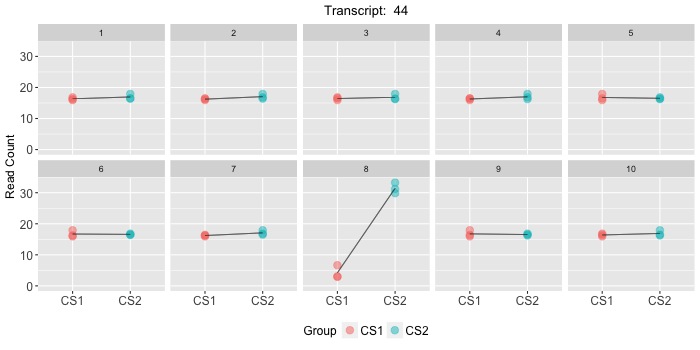 Transcript: 44
1 2 3 4 5
30
20
10
0
Read Count
6 7 8 9 10
30
20
10
0
CS1 CS2 CS1 CS2 CS1 CS2 CS1 CS2 CS1 CS2
Group CS1 CS2